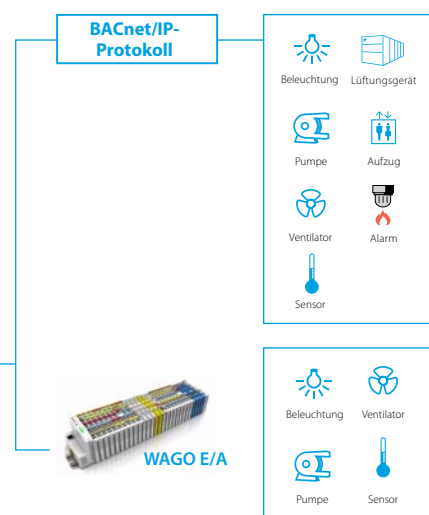 BACnet/IP-
Protokoll
Beleuchtung Lüftungsgerät
Pumpe Aufzug
Ventilator Alarm
Sensor
WAGO E/A
Beleuchtung Ventilator
Pumpe Sensor